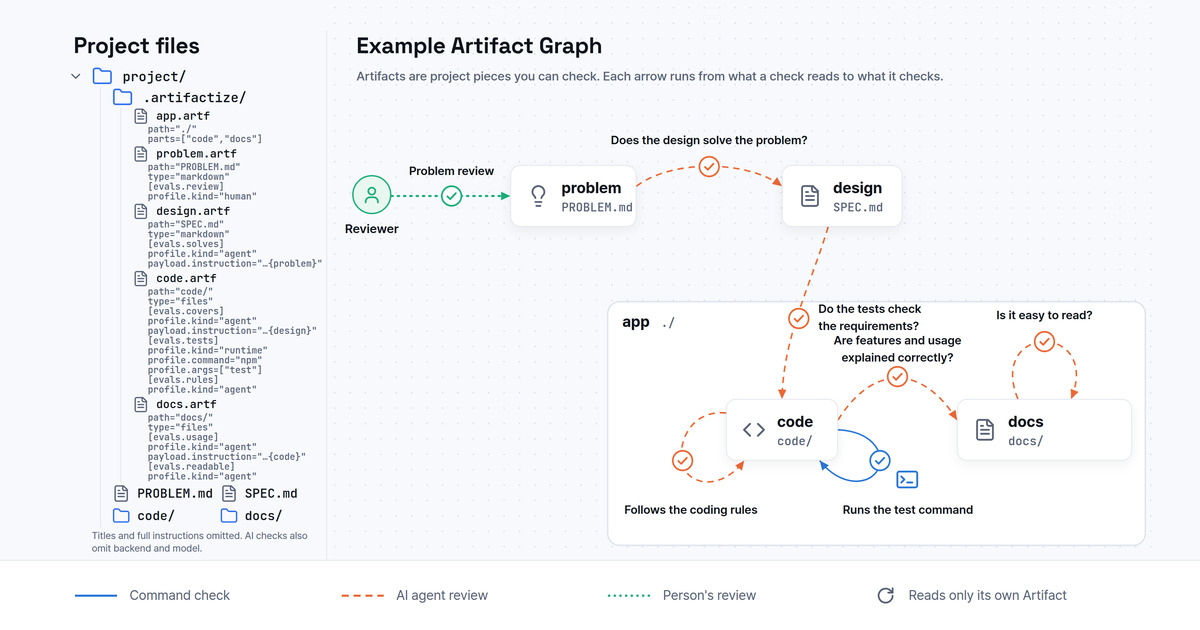 Project files
project/
.artifactize/
app.artf
path="./"
parts=["code","docs"]
problem.artf
path="PROBLEM.md"
type="markdown"
[evals.review]
profile.kind="human"
design.artf
path="SPEC.md"
type="markdown"
[evals.solves]
profile.kind="agent"
payload.instruction="…{problem}"
code.artf
path="code/"
type="files"
[evals.covers]
profile.kind="agent"
payload.instruction="…{design}"
[evals.tests]
profile.kind="runtime"
profile.command="npm"
profile.args=["test"]
[evals.rules]
profile.kind="agent"
docs.artf
path="docs/"
type="files"
[evals.usage]
profile.kind="agent"
payload.instruction="…{code}"
[evals.readable]
profile.kind="agent"
PROBLEM.md SPEC.md
code/ docs/
Titles and full instructions omitted. AI checks also
omit backend and model.
Example Artifact Graph
Artifacts are project pieces you can check. Each arrow runs from what a check reads to what it checks.
Does the design solve the problem?
Problem review
Reviewer
problem
PROBLEM.md
design
SPEC.md
app ./
Do the tests check
the requirements?
Are features and usage
explained correctly?
Is it easy to read?
code
code/
docs
docs/
Follows the coding rules
Runs the test command
Command check
AI agent review
Person's review
Reads only its own Artifact